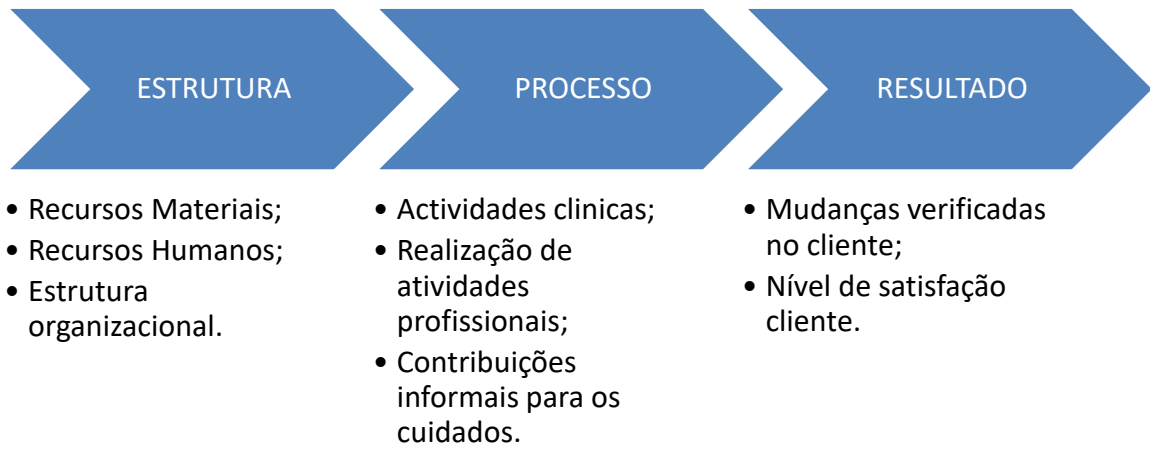 ESTRUTURA
• Recursos Materiais;
• Recursos Humanos;
• Estrutura
organizacional.
PROCESSO
• Actividades clinicas;
• Realização de
atividades
profissionais;
• Contribuições
informais para os
cuidados.
RESULTADO
• Mudanças verificadas
no cliente;
• Nível de satisfação
cliente.